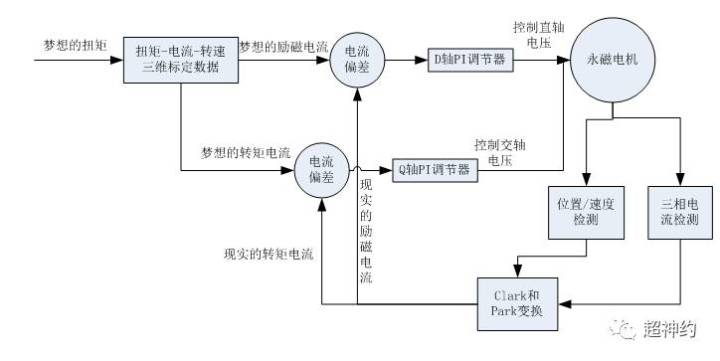 梦想的扭矩
扭矩-电流-转速
三维标定数据
梦想的励磁电流
电流
偏差
D轴PI调节器
控制直轴
电压
永磁电机
梦想的转矩电流
电流
偏差
Q轴PI调节器
控制交轴
电压
现实的励磁电流
位置/速度
检测
三相电
流检测
现实的转矩电流
Clark和
Park变换
超神约